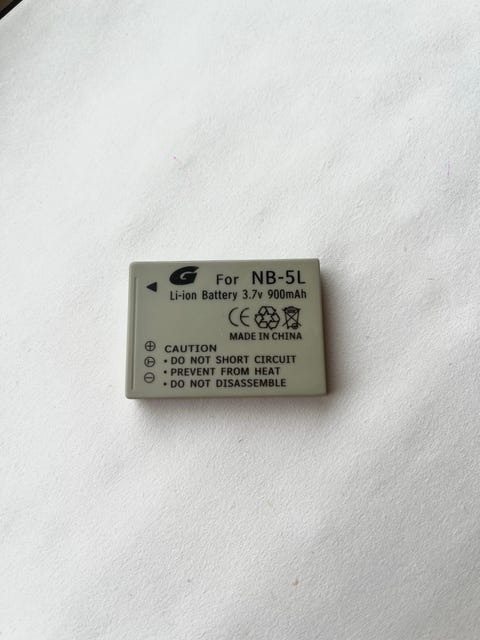 G For NB-5L
Li-ion Battery 3.7v 900mAh
CE
MADE IN CHINA
CAUTION
• DO NOT SHORT CIRCUIT
• PREVENT FROM HEAT
• DO NOT DISASSEMBLE